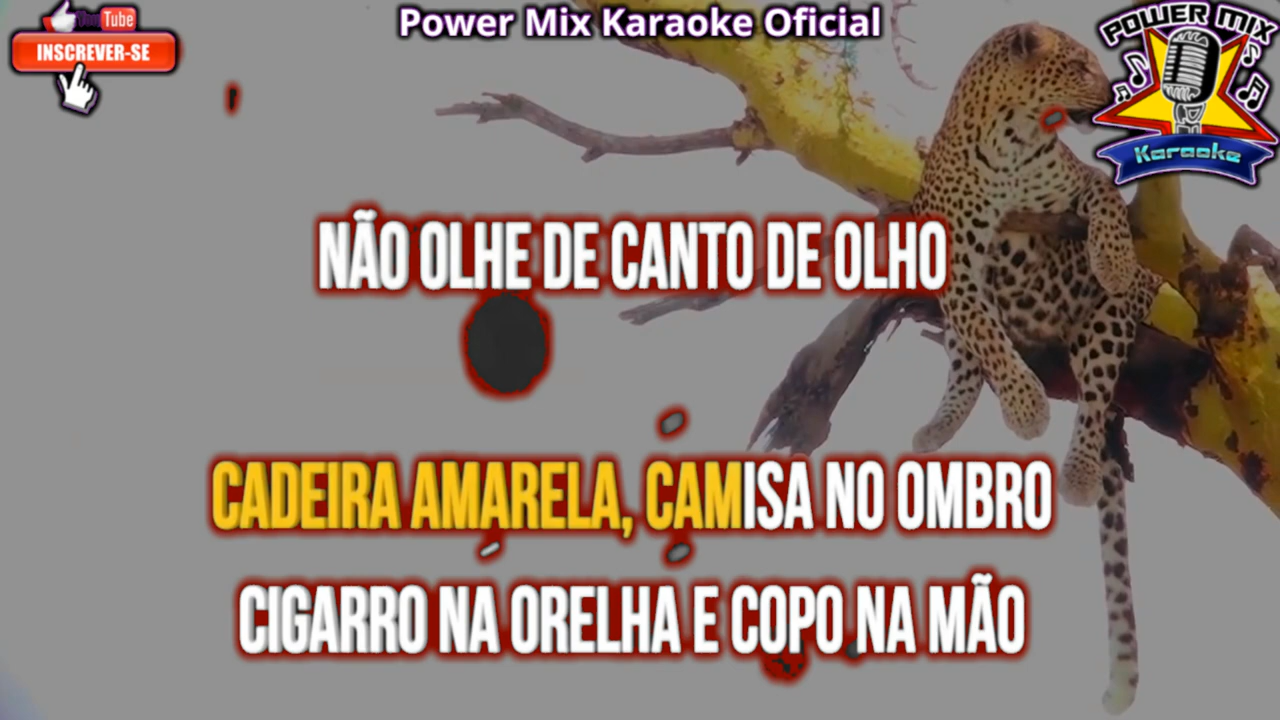 YouTube
INSCREVER-SE
Power Mix Karaoke Oficial
POWER MIX
Karaoke
NÃO OLHE DE CANTO DE OLHO
CADEIRA AMARELA, CAMISA NO OMBRO
CIGARRO NA ORELHA E COPO NA MÃO